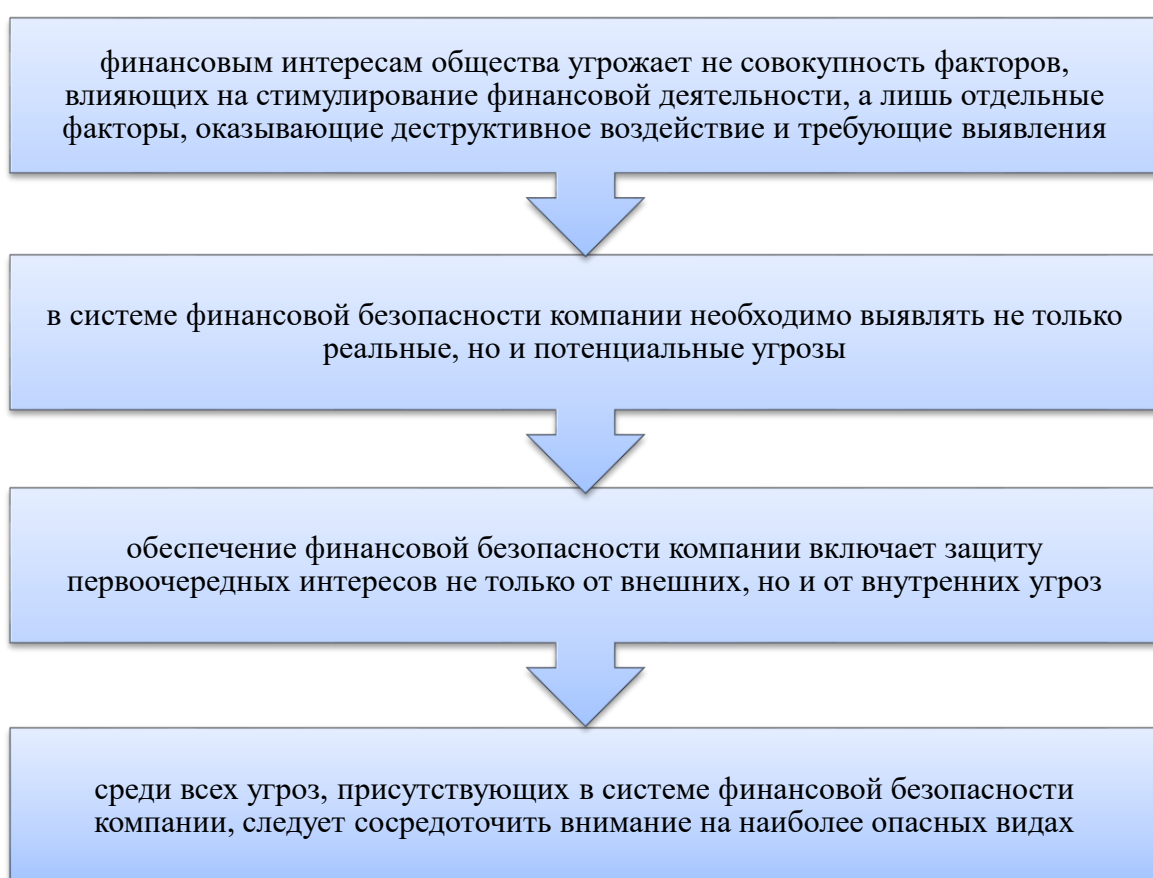 финансовым интересам общества угрожает не совокупность факторов,
влияющих на стимулирование финансовой деятельности, а лишь отдельные
факторы, оказывающие деструктивное воздействие и требующие выявления
в системе финансовой безопасности компании необходимо выявлять не только
реальные, но и потенциальные угрозы
обеспечение финансовой безопасности компании включает защиту
первоочередных интересов не только от внешних, но и от внутренних угроз
среди всех угроз, присутствующих в системе финансовой безопасности
компании, следует сосредоточить внимание на наиболее опасных видах